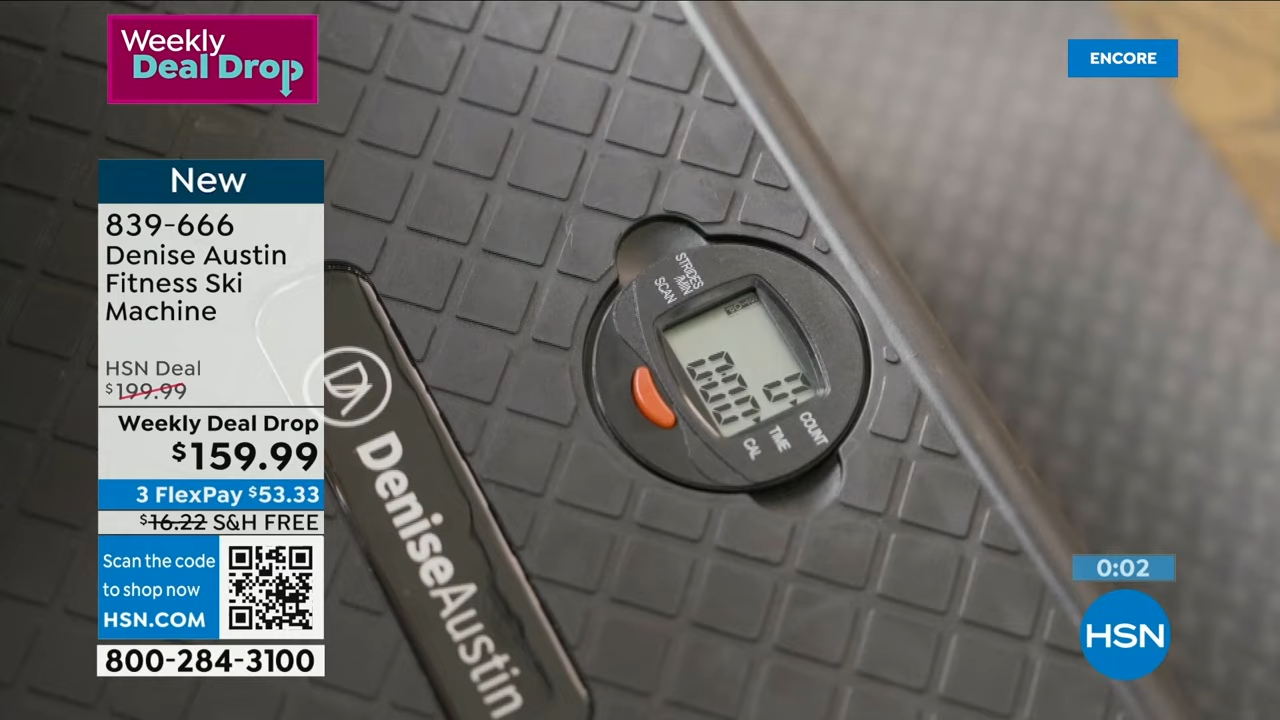 Weekly
Deal Drop
ENCORE
New
839-666
Denise Austin
Fitness Ski
Machine
HSN Deal
$199.99
Weekly Deal Drop
$159.99
3 FlexPay $53.33
$16.22 S&H FREE
Scan the code
to shop now
HSN.COM
800-284-3100
STRIDES
/MIN
SCAN
COUNT
TIME
CAL
DA
DeniseAustin
0:02
HSN